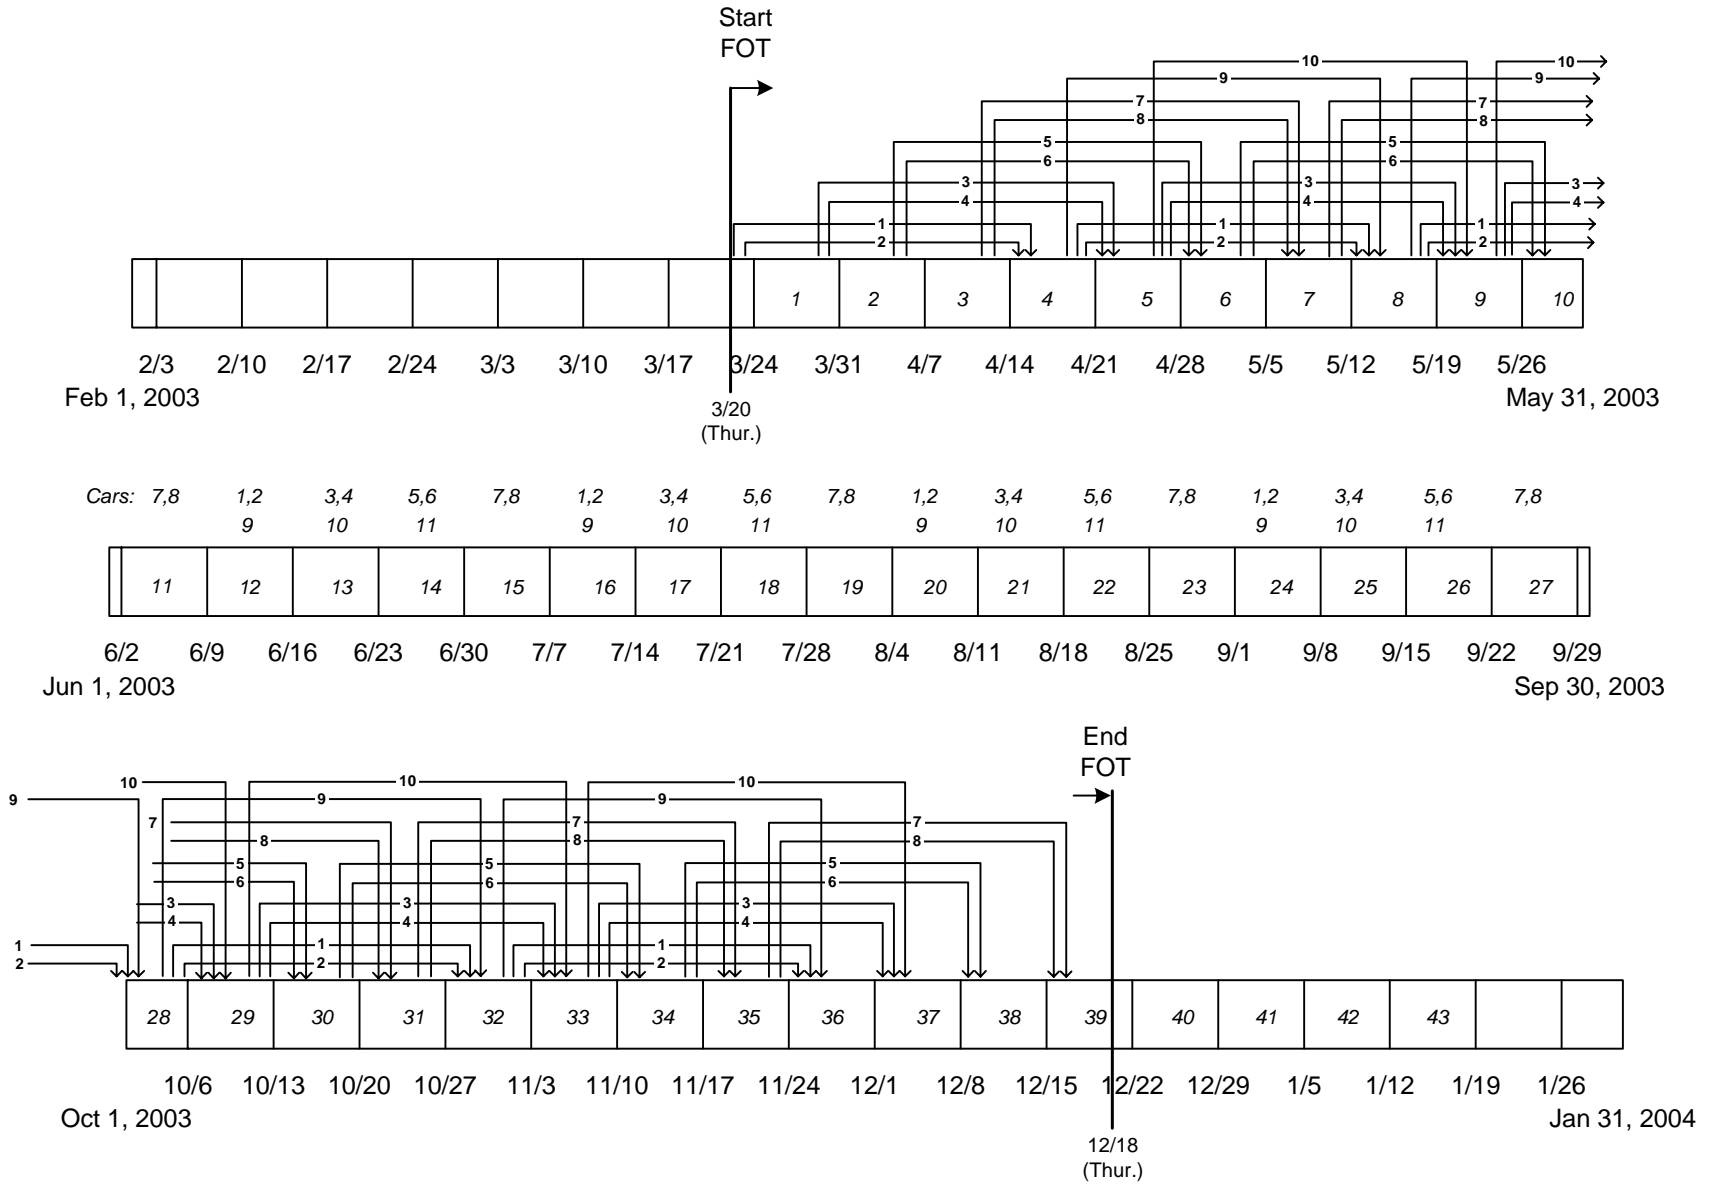 Start
FOT
10 10
9 9
7 7
8 8
5 5
6 6
3 3 3
4 4 4
1 1 1
2 2 2
1 2 3 4 5 6 7 8 9 10
2/3 2/10 2/17 2/24 3/3 3/10 3/17 3/24 3/31 4/7 4/14 4/21 4/28 5/5 5/12 5/19 5/26
Feb 1, 2003 May 31, 2003
3/20
(Thur.)
Cars: 7,8 1,2 3,4 5,6 7,8 1,2 3,4 5,6 7,8 1,2 3,4 5,6 7,8 1,2 3,4 5,6 7,8
9 10 11 9 10 11 9 10 11 9 10 11
11 12 13 14 15 16 17 18 19 20 21 22 23 24 25 26 27
6/2 6/9 6/16 6/23 6/30 7/7 7/14 7/21 7/28 8/4 8/11 8/18 8/25 9/1 9/8 9/15 9/22 9/29
Jun 1, 2003 Sep 30, 2003
End
FOT
10 10 10
9 9 9
7 7 7
8 8 8
5 5 5
6 6 6
3 3 3
4 4 4
1 1 1
2 2 2
28 29 30 31 32 33 34 35 36 37 38 39 40 41 42 43
10/6 10/13 10/20 10/27 11/3 11/10 11/17 11/24 12/1 12/8 12/15 12/22 12/29 1/5 1/12 1/19 1/26
Oct 1, 2003 Jan 31, 2004
12/18
(Thur.)